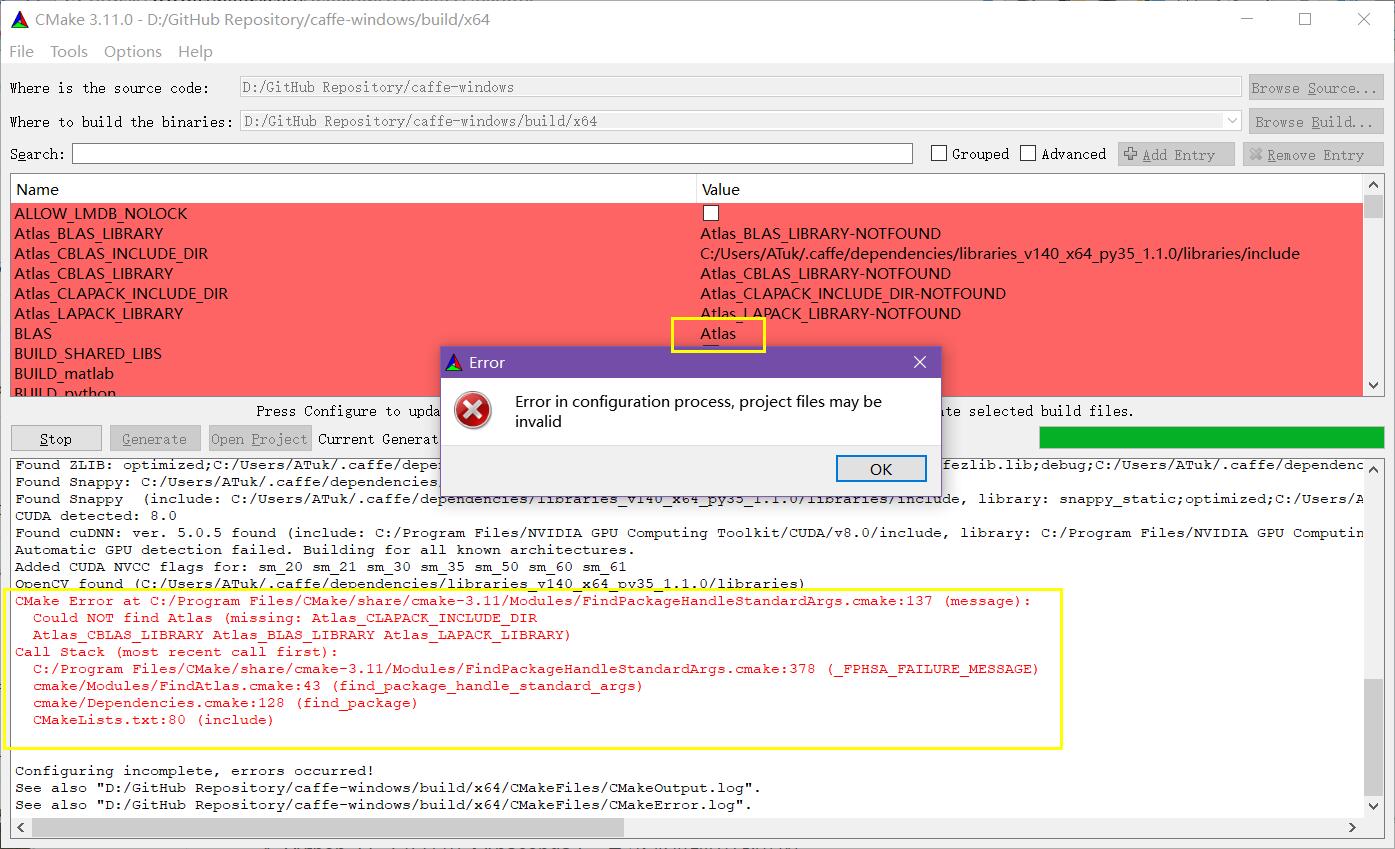 CMake 3.11.0 - D:/GitHub Repository/caffe-windows/build/x64
File Tools Options Help
Where is the source code: D:/GitHub Repository/caffe-windows Browse Source...
Where to build the binaries: D:/GitHub Repository/caffe-windows/build/x64 Browse Build...
Search: Grouped Advanced Add Entry Remove Entry
Name Value
ALLOW_LMDB_NOLOCK
Atlas_BLAS_LIBRARY Atlas_BLAS_LIBRARY-NOTFOUND
Atlas_CBLAS_INCLUDE_DIR C:/Users/ATuk/.caffe/dependencies/libraries_v140_x64_py35_1.1.0/libraries/include
Atlas_CBLAS_LIBRARY Atlas_CBLAS_LIBRARY-NOTFOUND
Atlas_CLAPACK_INCLUDE_DIR Atlas_CLAPACK_INCLUDE_DIR-NOTFOUND
Atlas_LAPACK_LIBRARY Atlas_LAPACK_LIBRARY-NOTFOUND
BLAS Atlas
BUILD_SHARED_LIBS
BUILD_matlab
BUILD_python
Error
Error in configuration process, project files may be
invalid
OK
Press Configure to upda te selected build files.
Stop Generate Open Project Current Generat
Found ZLIB: optimized;C:/Users/ATuk/.caffe/depe fezlib.lib;debug;C:/Users/ATuk/.caffe/dependenc
Found Snappy: C:/Users/ATuk/.caffe/dependencies
Found Snappy  (include: C:/Users/ATuk/.caffe/dependencies/libraries_v140_x64_py35_1.1.0/libraries/include, library: snappy_static;optimized;C:/Users/A
CUDA detected: 8.0
Found cuDNN: ver. 5.0.5 found (include: C:/Program Files/NVIDIA GPU Computing Toolkit/CUDA/v8.0/include, library: C:/Program Files/NVIDIA GPU Computin
Automatic GPU detection failed. Building for all known architectures.
Added CUDA NVCC flags for: sm_20 sm_21 sm_30 sm_35 sm_50 sm_60 sm_61
OpenCV found (C:/Users/ATuk/.caffe/dependencies/libraries_v140_x64_py35_1.1.0/libraries)
CMake Error at C:/Program Files/CMake/share/cmake-3.11/Modules/FindPackageHandleStandardArgs.cmake:137 (message):
Could NOT find Atlas (missing: Atlas_CLAPACK_INCLUDE_DIR
Atlas_CBLAS_LIBRARY Atlas_BLAS_LIBRARY Atlas_LAPACK_LIBRARY)
Call Stack (most recent call first):
C:/Program Files/CMake/share/cmake-3.11/Modules/FindPackageHandleStandardArgs.cmake:378 (_FPHSA_FAILURE_MESSAGE)
cmake/Modules/FindAtlas.cmake:43 (find_package_handle_standard_args)
cmake/Dependencies.cmake:128 (find_package)
CMakeLists.txt:80 (include)
Configuring incomplete, errors occurred!
See also "D:/GitHub Repository/caffe-windows/build/x64/CMakeFiles/CMakeOutput.log".
See also "D:/GitHub Repository/caffe-windows/build/x64/CMakeFiles/CMakeError.log".